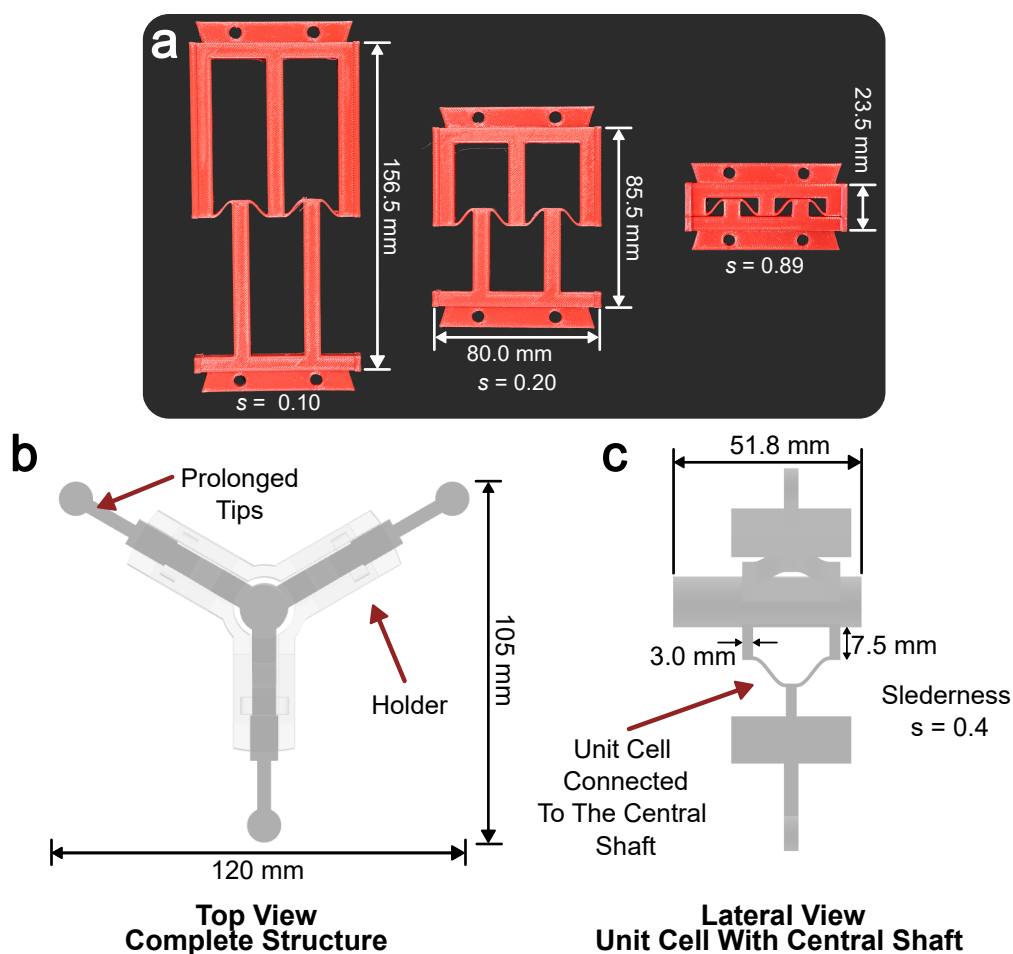 a
156.5 mm
s = 0.10
85.5 mm
80.0 mm
s = 0.20
23.5 mm
s = 0.89
b
Prolonged
Tips
Holder
105 mm
120 mm
Top View
Complete Structure
c
51.8 mm
3.0 mm
7.5 mm
Slederness
s = 0.4
Unit Cell
Connected
To The Central
Shaft
Lateral View
Unit Cell With Central Shaft